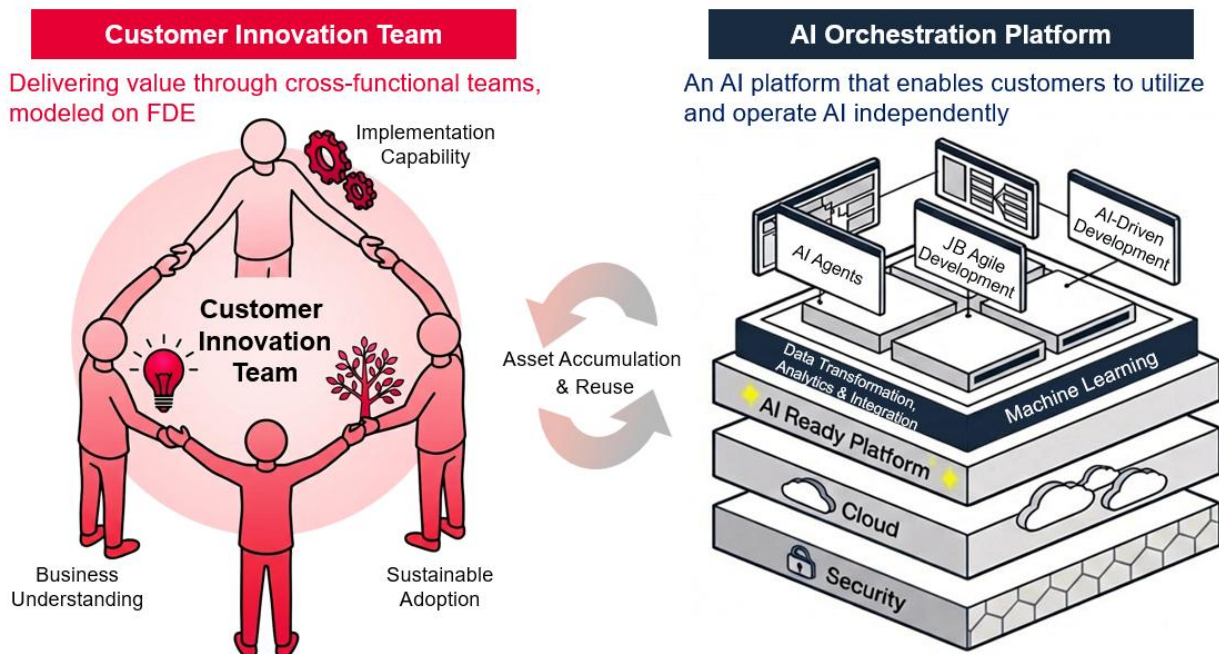 Customer Innovation Team
Delivering value through cross-functional teams,
modeled on FDE
Implementation
Capability
Customer
Innovation
Team
Business
Understanding
Sustainable
Adoption
Asset Accumulation
& Reuse
AI Orchestration Platform
An AI platform that enables customers to utilize
and operate AI independently
AI Agents
JB Agile
Development
AI-Driven
Development
Data Transformation,
Analytics & Integration
Machine Learning
AI Ready Platform
Cloud
Security